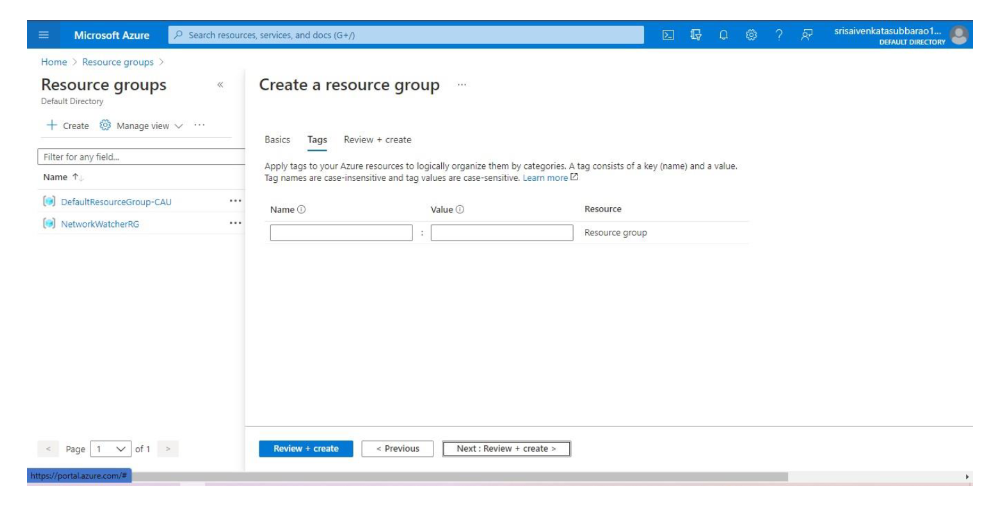 Microsoft Azure
Search resources, services, and docs (G+/)
srisaivenkatasubbarao1...
DEFAULT DIRECTORY
Home > Resource groups >
Resource groups
Default Directory
«
+ Create Manage view ...
Filter for any field...
Name ↑↓
DefaultResourceGroup-CAU ...
NetworkWatcherRG ...
< Page 1 of 1 >
Create a resource group ...
Basics Tags Review + create
Apply tags to your Azure resources to logically organize them by categories. A tag consists of a key (name) and a value.
Tag names are case-insensitive and tag values are case-sensitive. Learn more
Name Value Resource
: Resource group
Review + create < Previous Next : Review + create >
https://portal.azure.com/#